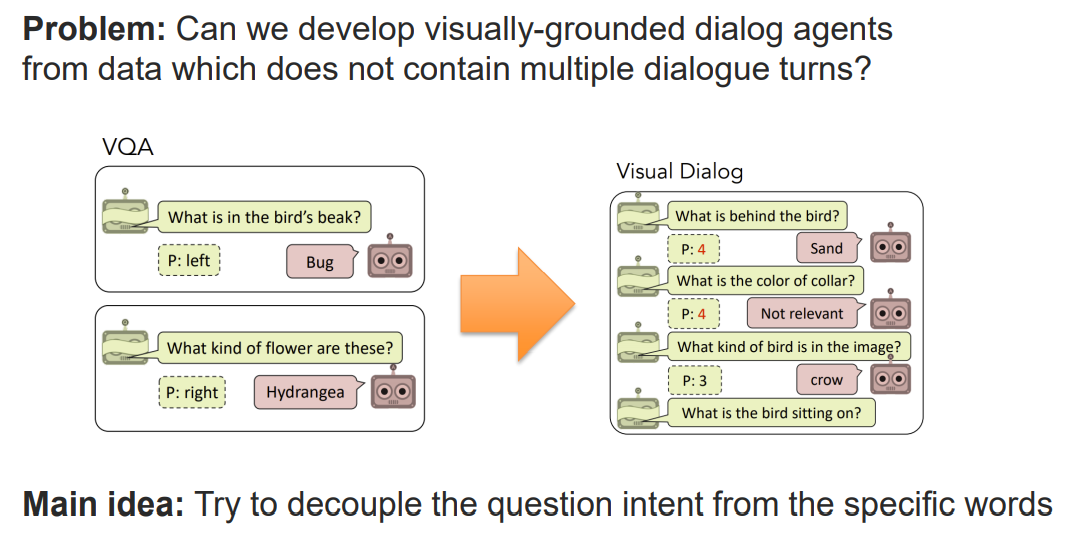 Problem: Can we develop visually-grounded dialog agents
from data which does not contain multiple dialogue turns?
VQA
What is in the bird's beak?
P: left
Bug
What kind of flower are these?
P: right
Hydrangea
Visual Dialog
What is behind the bird?
P: 4
Sand
What is the color of collar?
P: 4
Not relevant
What kind of bird is in the image?
P: 3
crow
What is the bird sitting on?
Main idea: Try to decouple the question intent from the specific words